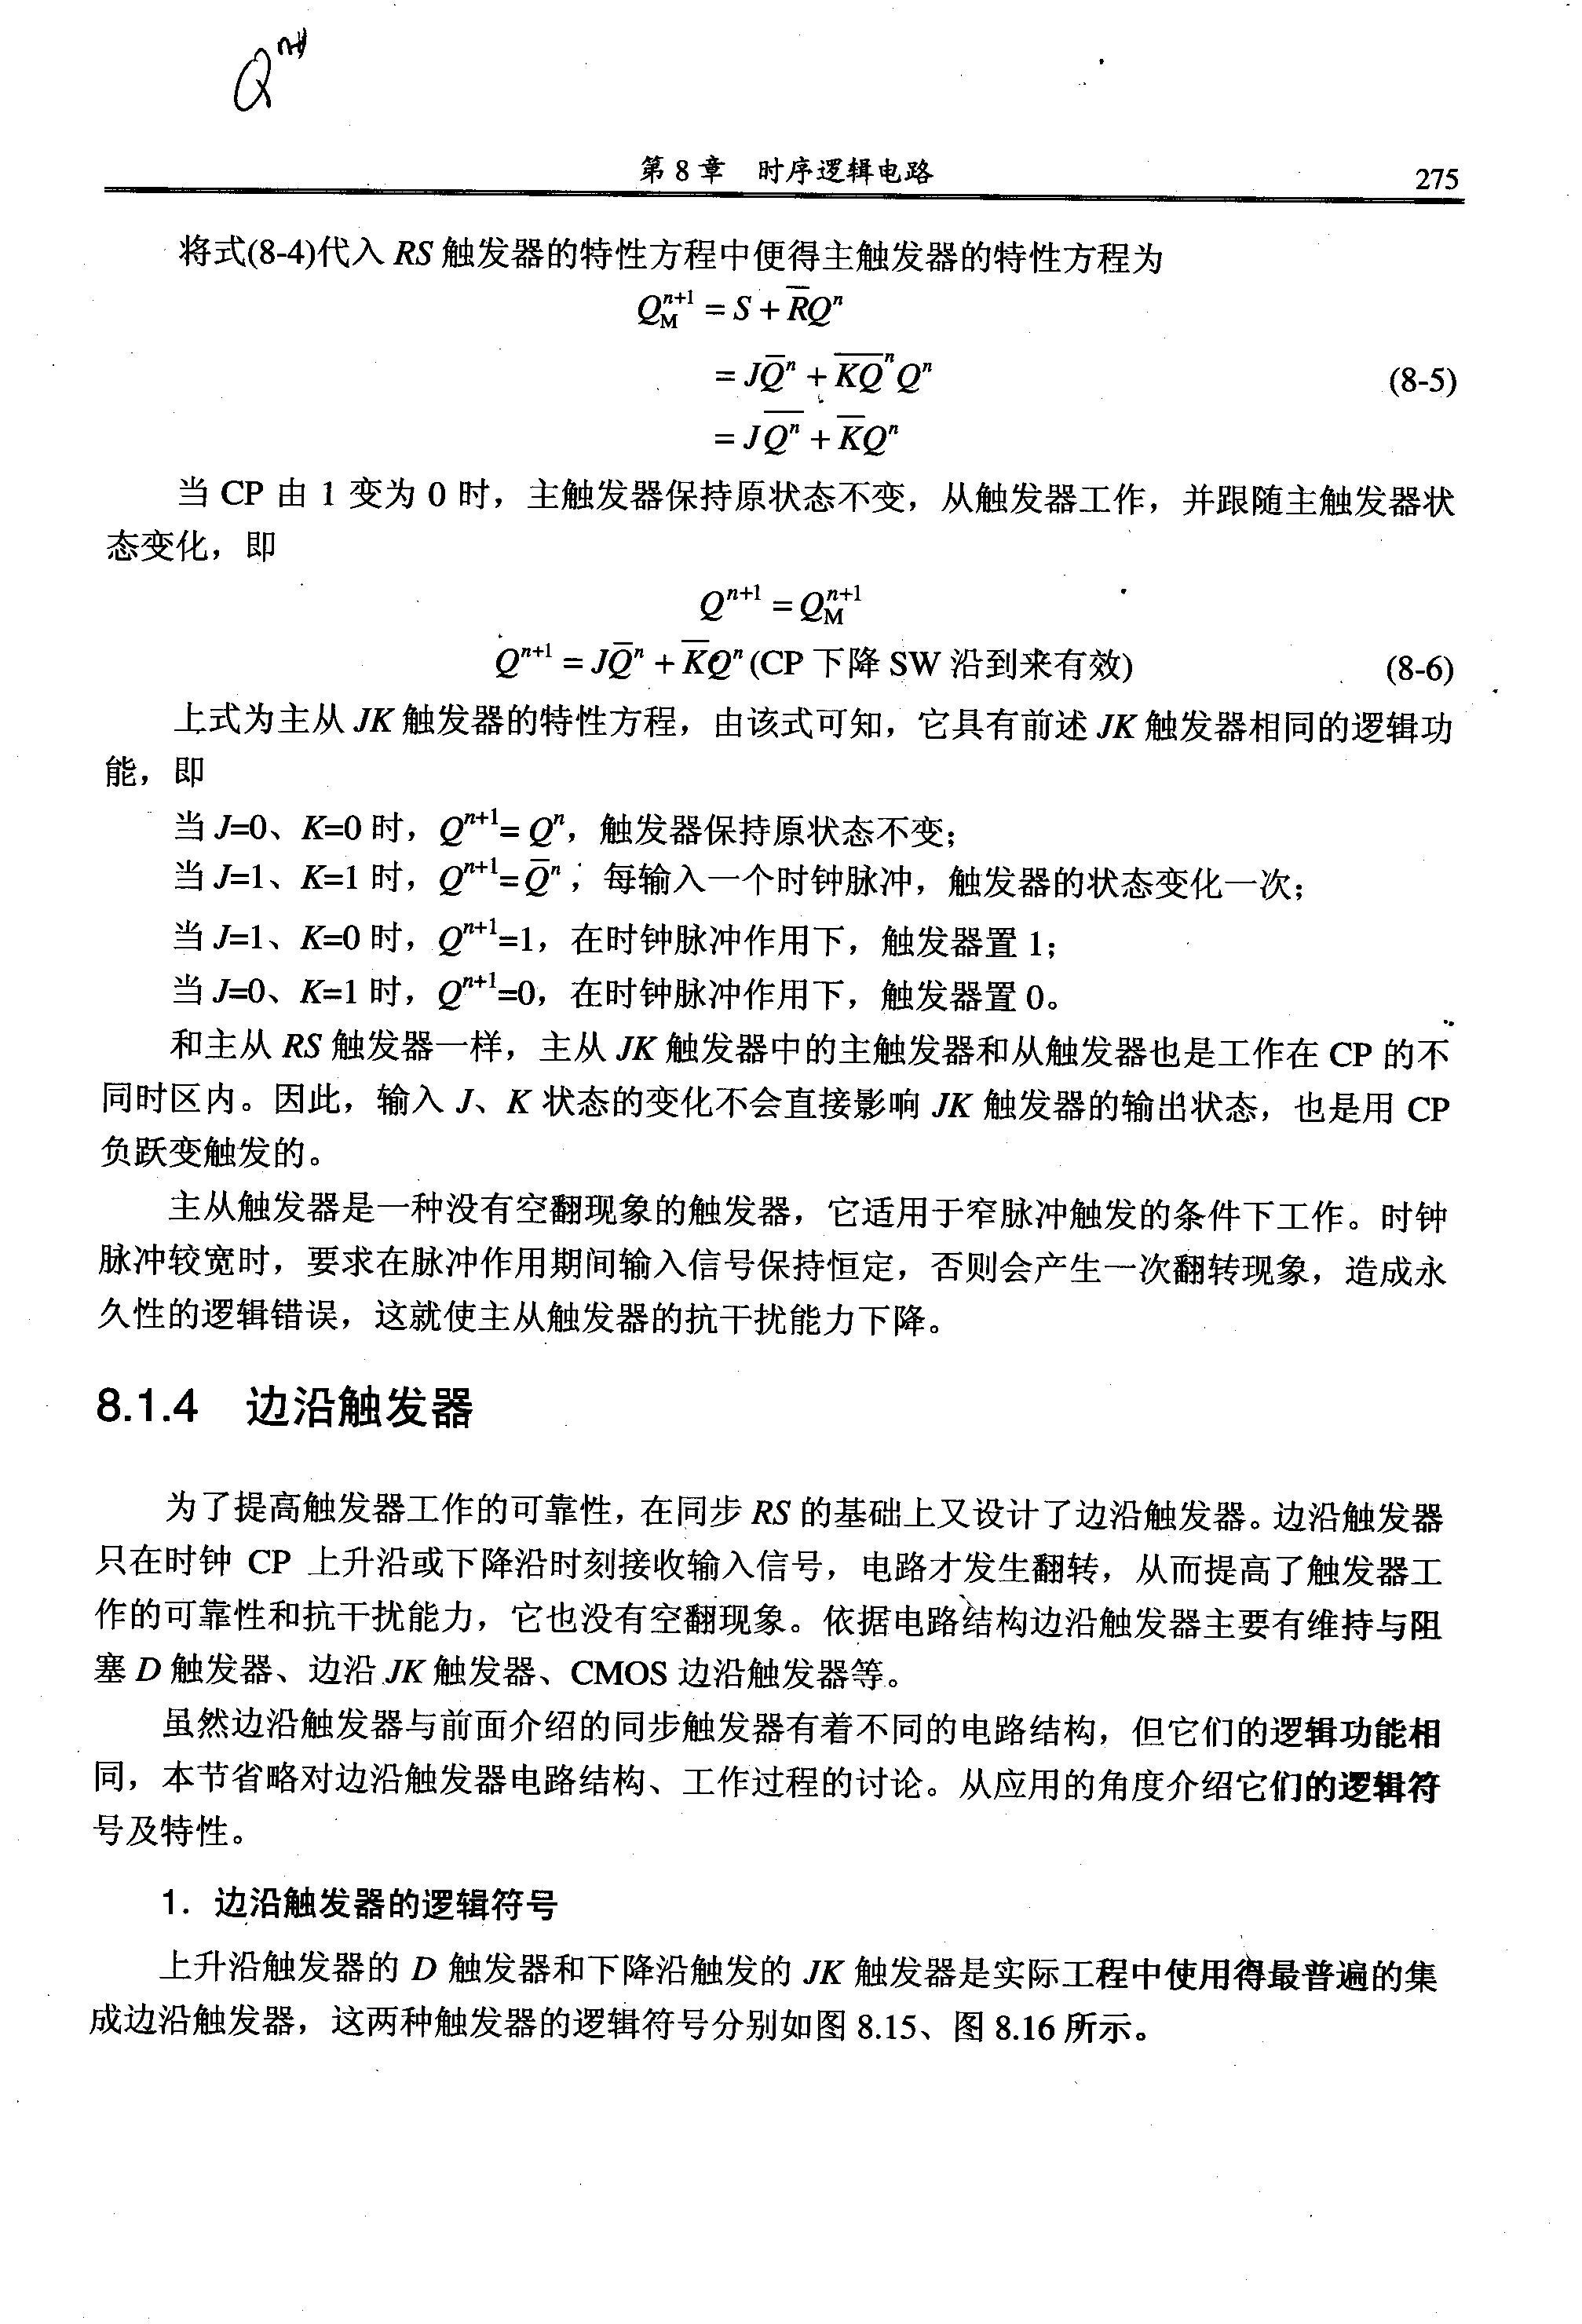 Qⁿ⁺¹
第 8 章 时序逻辑电路 275
将式(8-4)代入 RS 触发器的特性方程中便得主触发器的特性方程为
$Q_{\mathrm{M}}^{n+1} = S + \overline{R}Q^n$
$= J\overline{Q}^n + \overline{KQ}^n Q^n$ (8-5)
$= J\overline{Q^n} + \overline{K}Q^n$
当 CP 由 1 变为 0 时，主触发器保持原状态不变，从触发器工作，并跟随主触发器状
态变化，即
$Q^{n+1} = Q_{\mathrm{M}}^{n+1}$
$Q^{n+1} = J\overline{Q}^n + \overline{K}Q^n$ (CP 下降 SW 沿到来有效) (8-6)
上式为主从 JK 触发器的特性方程，由该式可知，它具有前述 JK 触发器相同的逻辑功
能，即
当 J=0、K=0 时，$Q^{n+1}=Q^n$，触发器保持原状态不变；
当 J=1、K=1 时，$Q^{n+1}=\overline{Q}^n$，每输入一个时钟脉冲，触发器的状态变化一次；
当 J=1、K=0 时，$Q^{n+1}=1$，在时钟脉冲作用下，触发器置 1；
当 J=0、K=1 时，$Q^{n+1}=0$，在时钟脉冲作用下，触发器置 0。
和主从 RS 触发器一样，主从 JK 触发器中的主触发器和从触发器也是工作在 CP 的不
同时区内。因此，输入 J、K 状态的变化不会直接影响 JK 触发器的输出状态，也是用 CP
负跃变触发的。
主从触发器是一种没有空翻现象的触发器，它适用于窄脉冲触发的条件下工作。时钟
脉冲较宽时，要求在脉冲作用期间输入信号保持恒定，否则会产生一次翻转现象，造成永
久性的逻辑错误，这就使主从触发器的抗干扰能力下降。
8.1.4 边沿触发器
为了提高触发器工作的可靠性，在同步 RS 的基础上又设计了边沿触发器。边沿触发器
只在时钟 CP 上升沿或下降沿时刻接收输入信号，电路才发生翻转，从而提高了触发器工
作的可靠性和抗干扰能力，它也没有空翻现象。依据电路结构边沿触发器主要有维持与阻
塞 D 触发器、边沿 JK 触发器、CMOS 边沿触发器等。
虽然边沿触发器与前面介绍的同步触发器有着不同的电路结构，但它们的逻辑功能相
同，本节省略对边沿触发器电路结构、工作过程的讨论。从应用的角度介绍它们的逻辑符
号及特性。
1. 边沿触发器的逻辑符号
上升沿触发器的 D 触发器和下降沿触发的 JK 触发器是实际工程中使用得最普遍的集
成边沿触发器，这两种触发器的逻辑符号分别如图 8.15、图 8.16 所示。